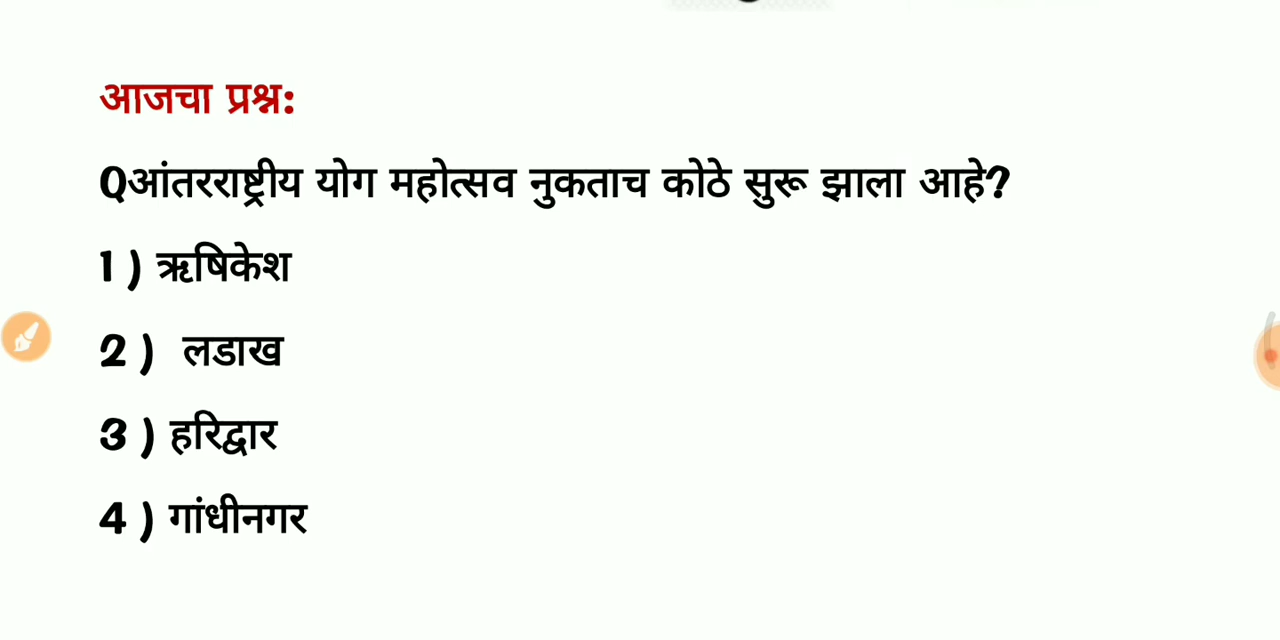 आजचा प्रश्न:
Qआंतरराष्ट्रीय योग महोत्सव नुकताच कोठे सुरू झाला आहे?
1 ) ऋषिकेश
2 ) लडाख
3 ) हरिद्वार
4 ) गांधीनगर